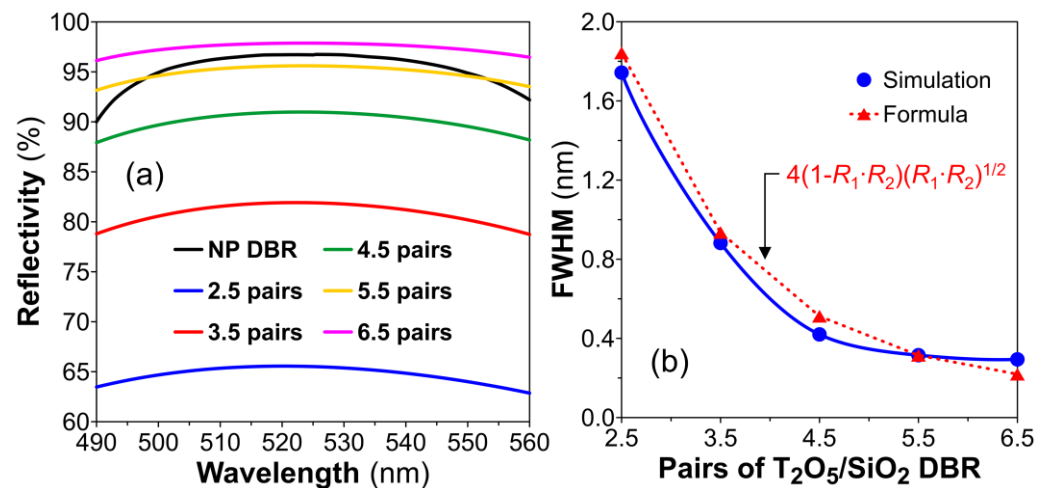 100
95
90
85
80
75
70
65
60
Reflectivity (%)
(a)
NP DBR
2.5 pairs
3.5 pairs
4.5 pairs
5.5 pairs
6.5 pairs
490 500 510 520 530 540 550 560
Wavelength (nm)
2.0
1.6
1.2
0.8
0.4
0.0
FWHM (nm)
Simulation
Formula
4(1-R₁·R₂)(R₁·R₂)¹/²
(b)
2.5 3.5 4.5 5.5 6.5
Pairs of T₂O₅/SiO₂ DBR